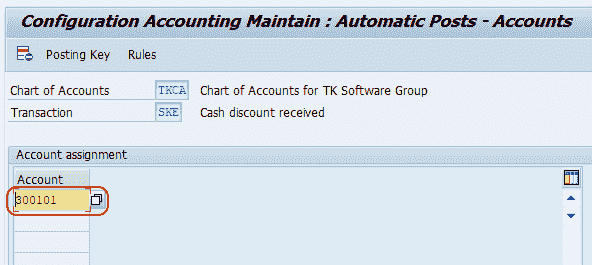 Configuration Accounting Maintain : Automatic Posts - Accounts
Posting Key Rules
Chart of Accounts TKCA Chart of Accounts for TK Software Group
Transaction SKE Cash discount received
Account assignment
Account
300101